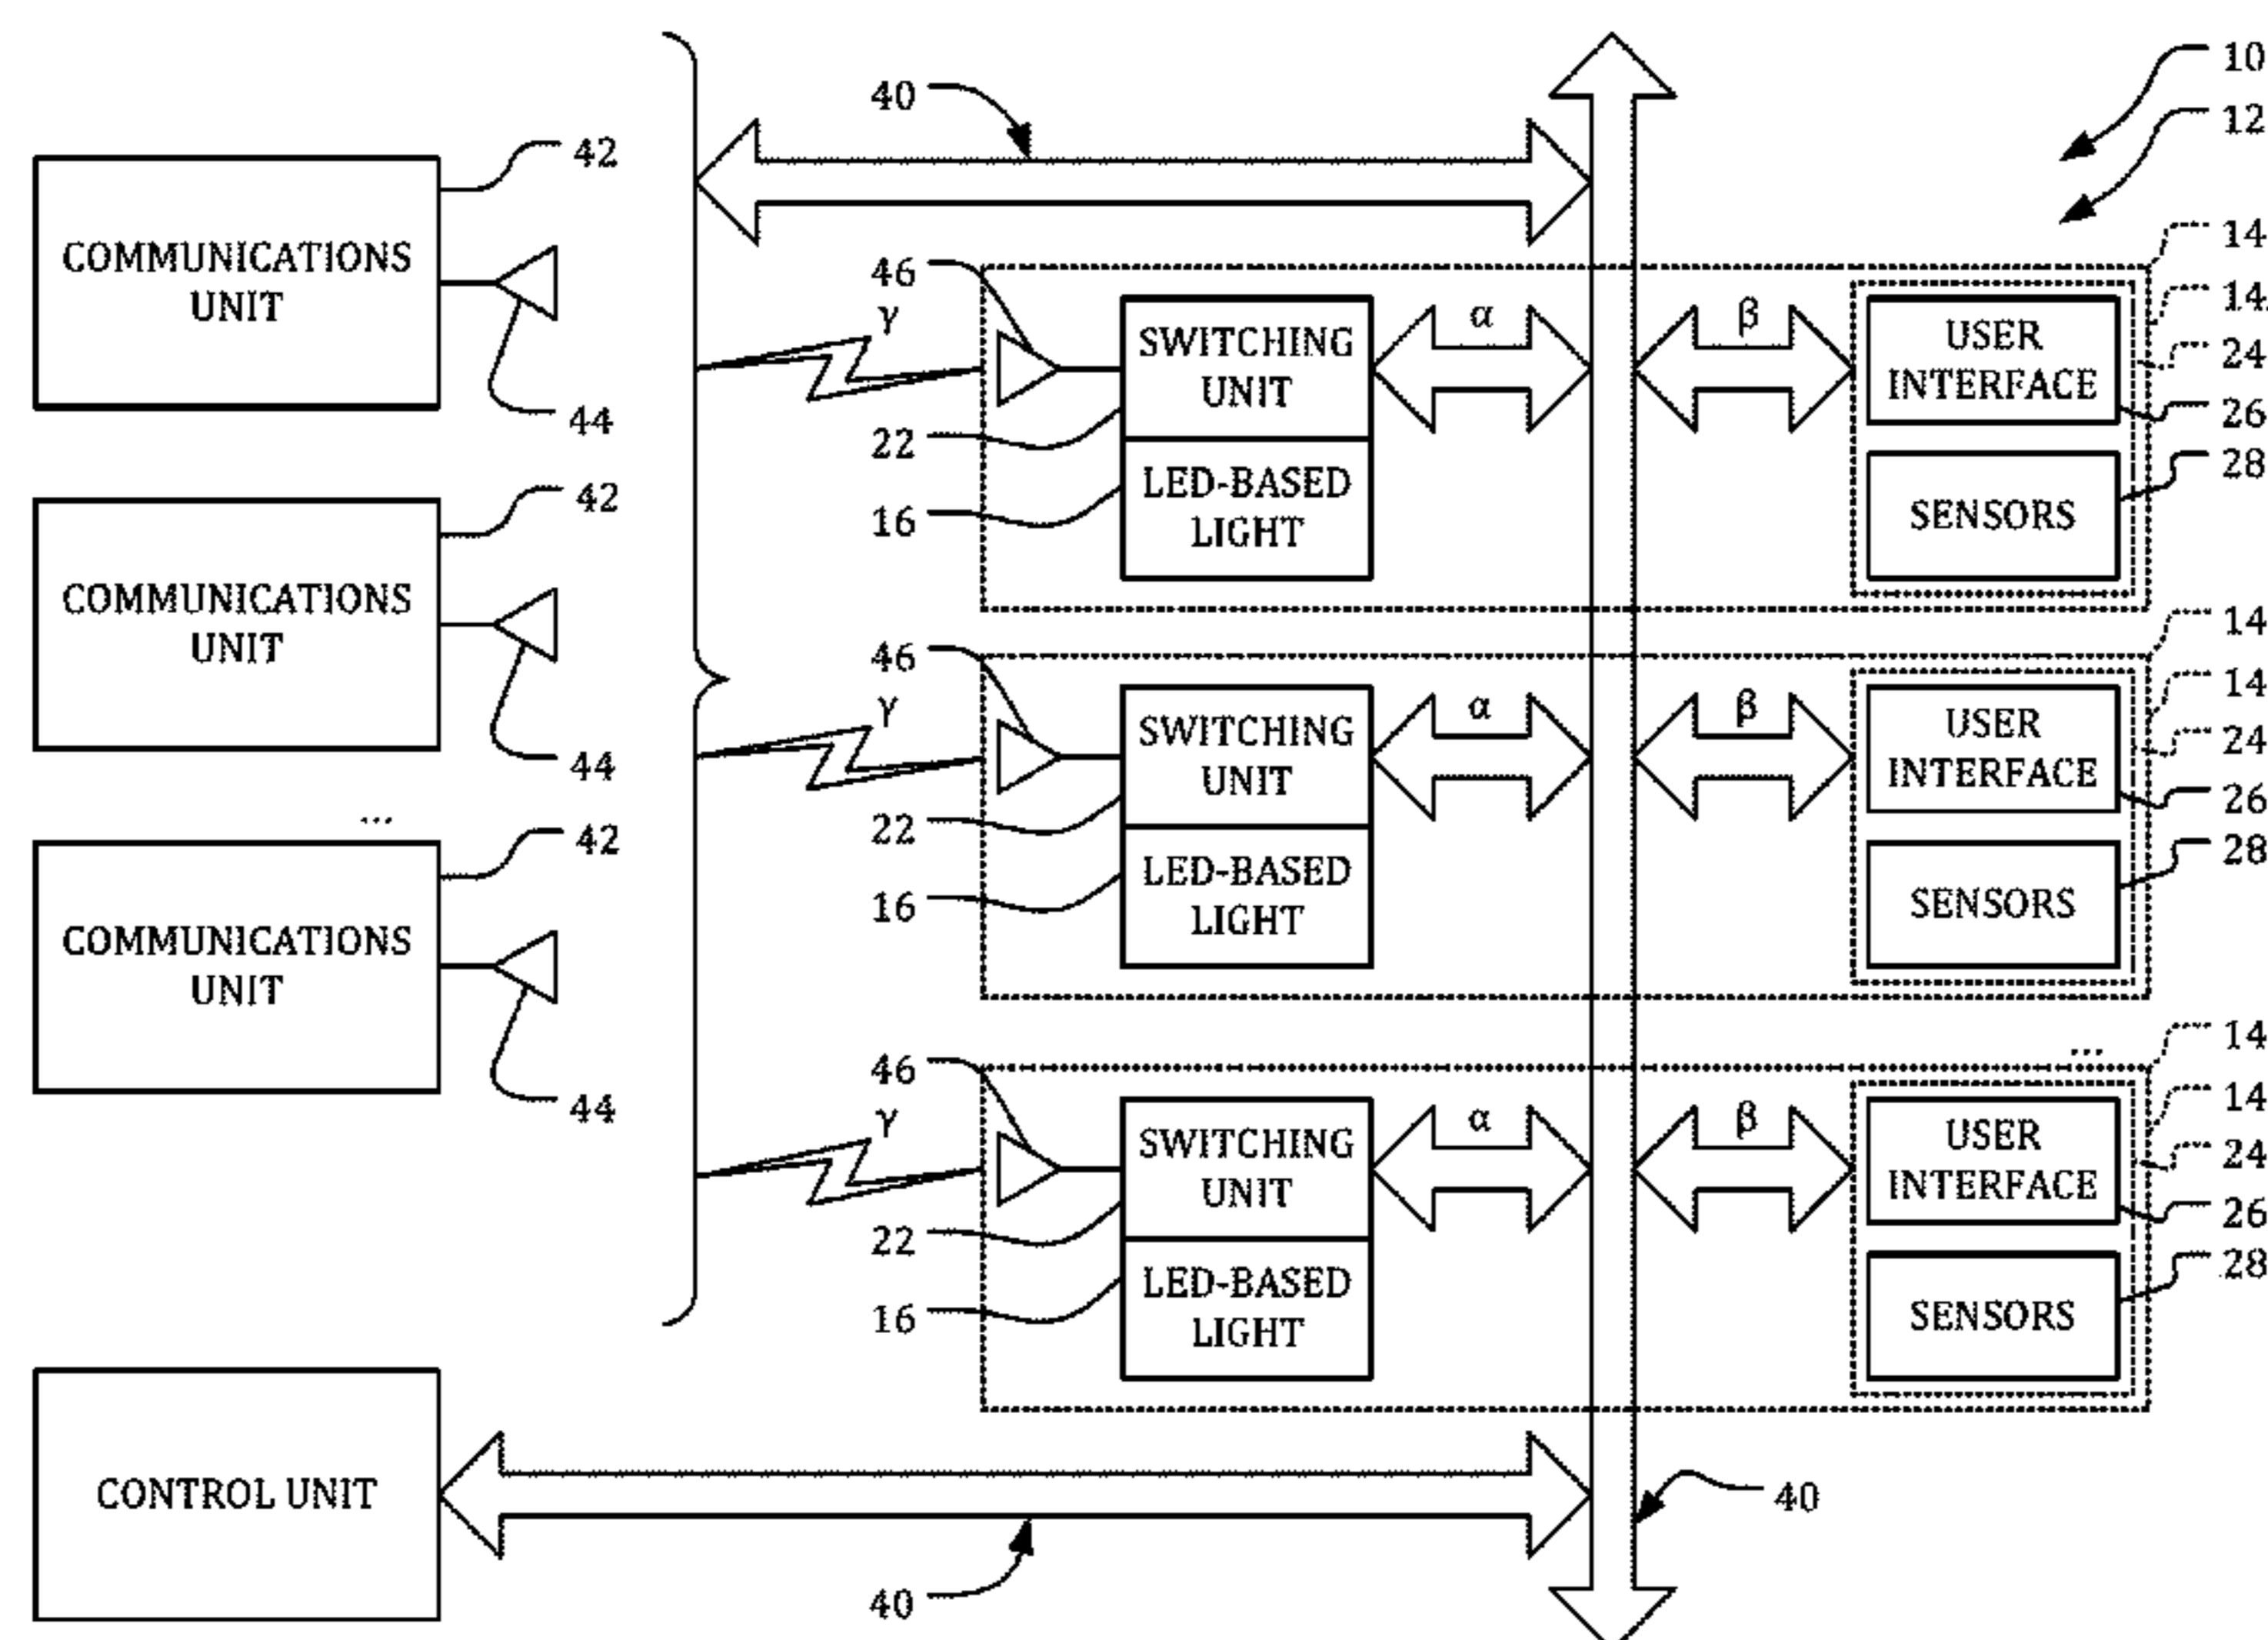 10
12
40
42
COMMUNICATIONS
UNIT
44
14
14
24
26
28
46
γ
SWITCHING
UNIT
α
β
USER
INTERFACE
22
LED-BASED
LIGHT
16
SENSORS
42
COMMUNICATIONS
UNIT
44
14
14
24
26
28
46
γ
SWITCHING
UNIT
α
β
USER
INTERFACE
22
LED-BASED
LIGHT
16
SENSORS
...
42
COMMUNICATIONS
UNIT
44
...
14
14
24
26
28
46
γ
SWITCHING
UNIT
α
β
USER
INTERFACE
22
LED-BASED
LIGHT
16
SENSORS
CONTROL UNIT
40
40